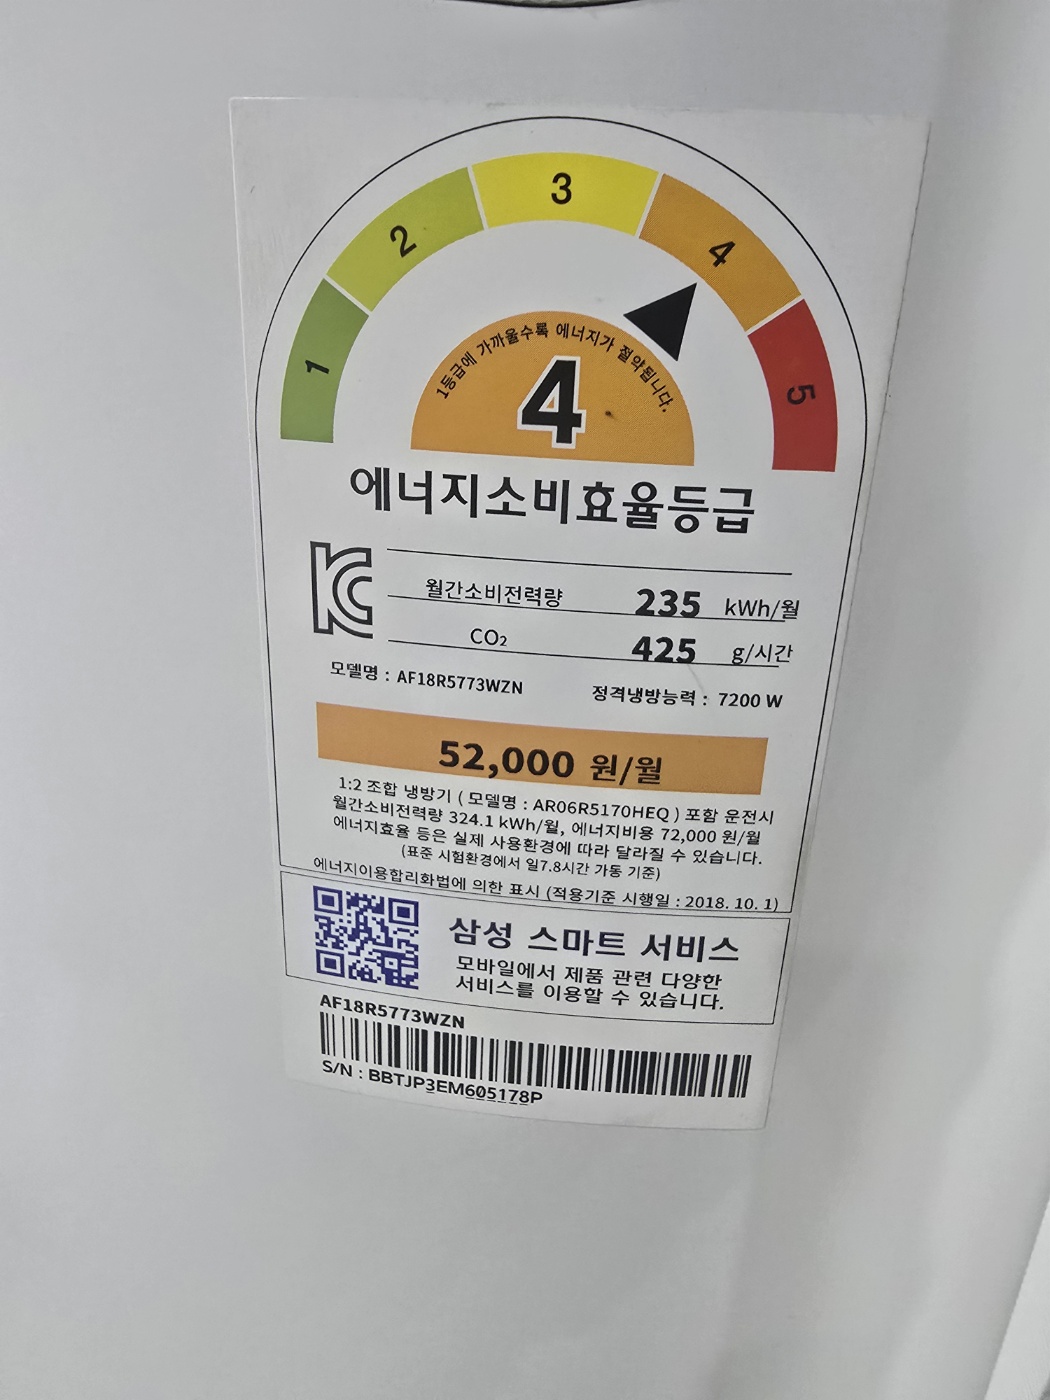 1
2
3
4
5
1등급에 가까울수록 에너지가 절약됩니다.
4
에너지소비효율등급
월간소비전력량 235 kWh/월
CO₂ 425 g/시간
모델명 : AF18R5773WZN 정격냉방능력 : 7200 W
52,000 원/월
1:2 조합 냉방기 ( 모델명 : AR06R5170HEQ ) 포함 운전시
월간소비전력량 324.1 kWh/월, 에너지비용 72,000 원/월
에너지효율 등은 실제 사용환경에 따라 달라질 수 있습니다.
(표준 시험환경에서 일7.8시간 가동 기준)
에너지이용합리화법에 의한 표시 (적용기준 시행일 : 2018. 10. 1)
삼성 스마트 서비스
모바일에서 제품 관련 다양한
서비스를 이용할 수 있습니다.
AF18R5773WZN
S/N : BBTJP3EM605178P